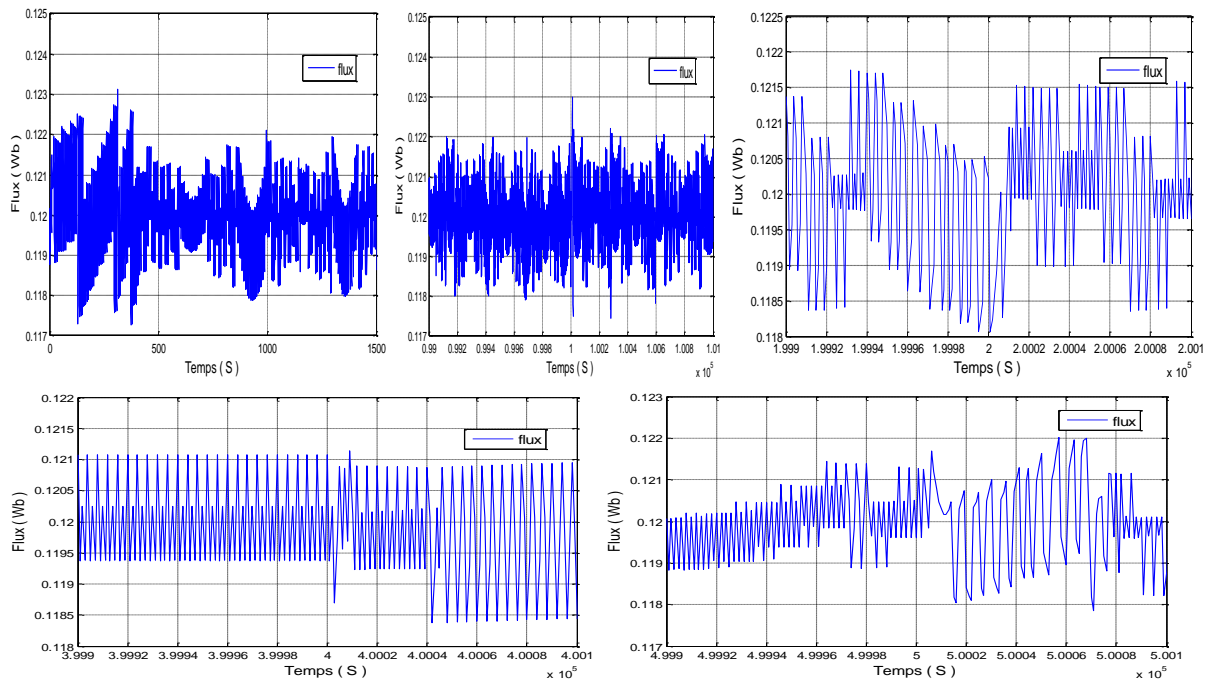 0.125
0.124
0.123
0.122
0.121
0.12
0.119
0.118
0.117
Flux ( Wb )
flux
0 500 1000 1500
Temps ( S )
0.125
0.124
0.123
0.122
0.121
0.12
0.119
0.118
0.117
Flux ( Wb )
flux
0.99 0.992 0.994 0.996 0.998 1 1.002 1.004 1.006 1.008 1.01
Temps ( S )
x 10⁵
0.1225
0.122
0.1215
0.121
0.1205
0.12
0.1195
0.119
0.1185
0.118
Flux ( Wb )
flux
1.999 1.9992 1.9994 1.9996 1.9998 2 2.0002 2.0004 2.0006 2.0008 2.001
Temps ( S )
x 10⁵
0.122
0.1215
0.121
0.1205
0.12
0.1195
0.119
0.1185
0.118
Flux ( Wb )
flux
3.999 3.9992 3.9994 3.9996 3.9998 4 4.0002 4.0004 4.0006 4.0008 4.001
Temps ( S )
x 10⁵
0.123
0.122
0.121
0.12
0.119
0.118
0.117
Flux ( Wb )
flux
4.999 4.9992 4.9994 4.9996 4.9998 5 5.0002 5.0004 5.0006 5.0008 5.001
Temps ( S )
x 10⁵